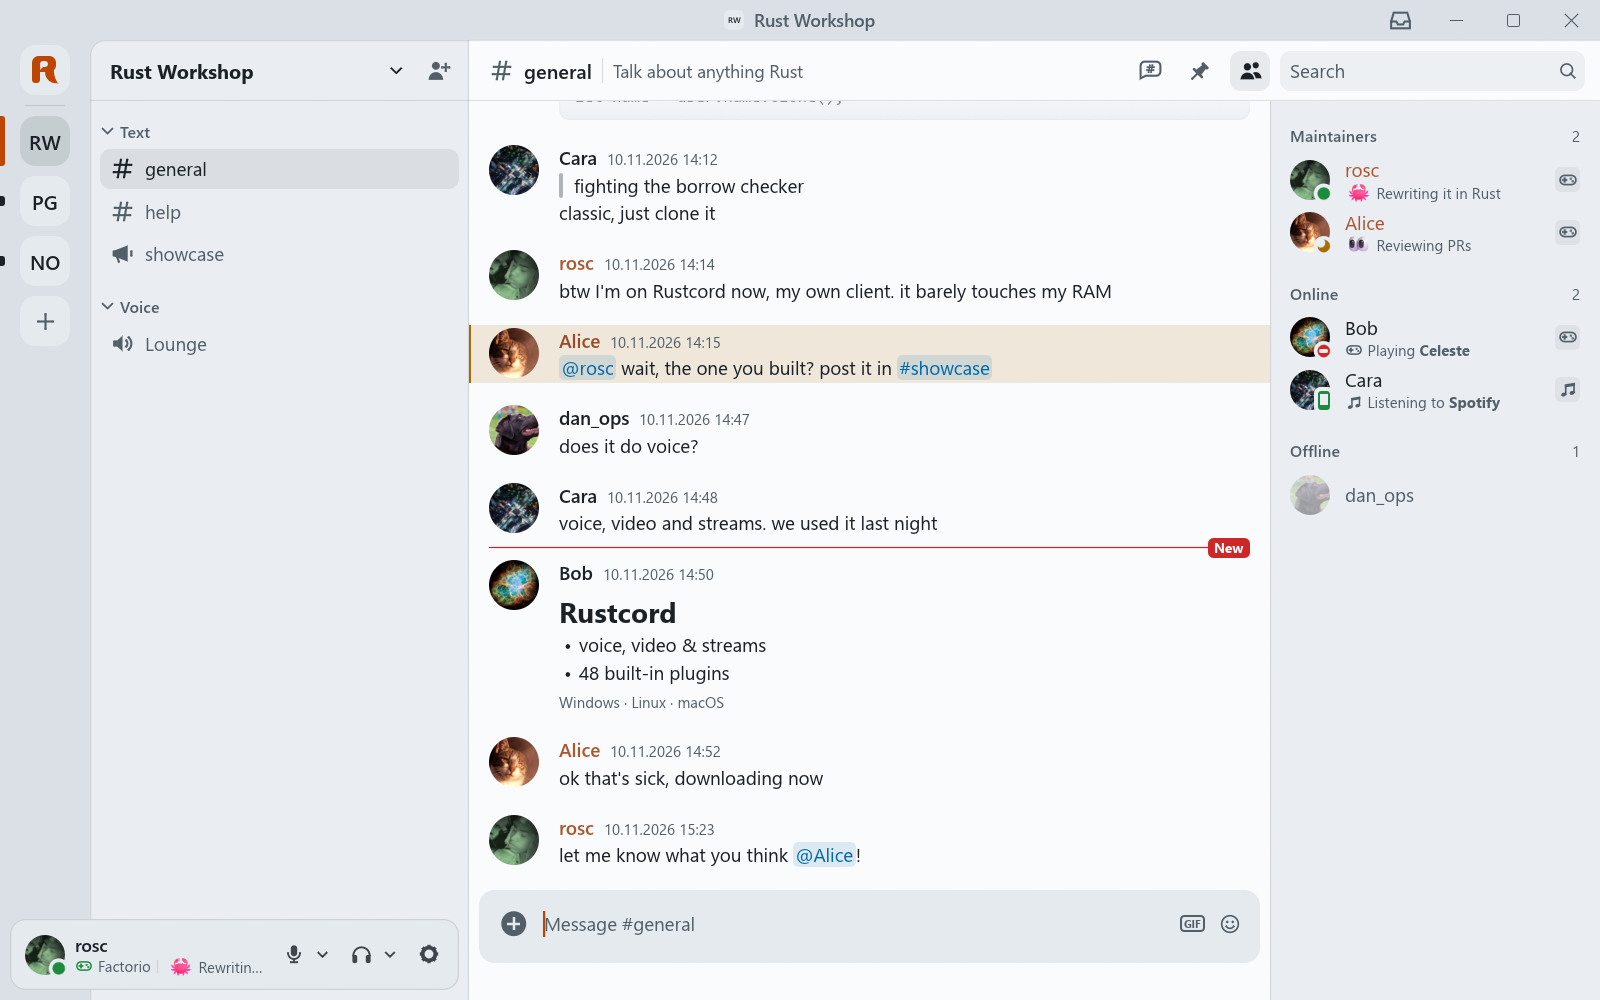 RW Rust Workshop
Rust Workshop
# general
Talk about anything Rust
Search
RW
PG
NO
Text
general
help
showcase
Voice
Lounge
Cara 10.11.2026 14:12
fighting the borrow checker
classic, just clone it
rosc 10.11.2026 14:14
btw I'm on Rustcord now, my own client. it barely touches my RAM
Alice 10.11.2026 14:15
@rosc wait, the one you built? post it in #showcase
dan_ops 10.11.2026 14:47
does it do voice?
Cara 10.11.2026 14:48
voice, video and streams. we used it last night
New
Bob 10.11.2026 14:50
Rustcord
• voice, video & streams
• 48 built-in plugins
Windows · Linux · macOS
Alice 10.11.2026 14:52
ok that's sick, downloading now
rosc 10.11.2026 15:23
let me know what you think @Alice!
Message #general
GIF
Maintainers 2
rosc
Rewriting it in Rust
Alice
Reviewing PRs
Online 2
Bob
Playing Celeste
Cara
Listening to Spotify
Offline 1
dan_ops
rosc
Factorio
Rewritin...